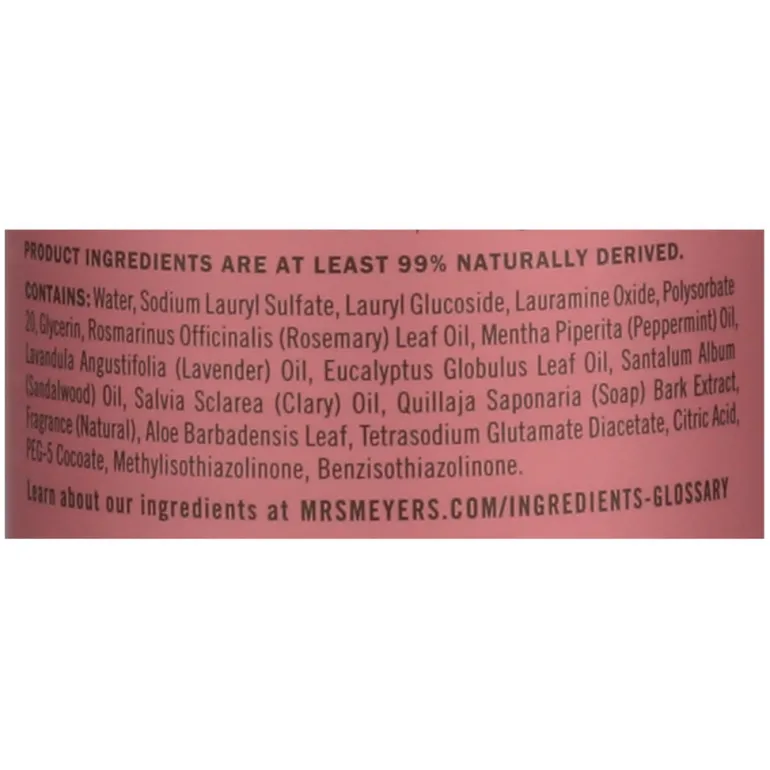 PRODUCT INGREDIENTS ARE AT LEAST 99% NATURALLY DERIVED.
CONTAINS: Water, Sodium Lauryl Sulfate, Lauryl Glucoside, Lauramine Oxide, Polysorbate
20, Glycerin, Rosmarinus Officinalis (Rosemary) Leaf Oil, Mentha Piperita (Peppermint) Oil,
Lavandula Angustifolia (Lavender) Oil, Eucalyptus Globulus Leaf Oil, Santalum Album
(Sandalwood) Oil, Salvia Sclarea (Clary) Oil, Quillaja Saponaria (Soap) Bark Extract,
Fragrance (Natural), Aloe Barbadensis Leaf, Tetrasodium Glutamate Diacetate, Citric Acid,
PEG-5 Cocoate, Methylisothiazolinone, Benzisothiazolinone.
Learn about our ingredients at MRSMEYERS.COM/INGREDIENTS-GLOSSARY